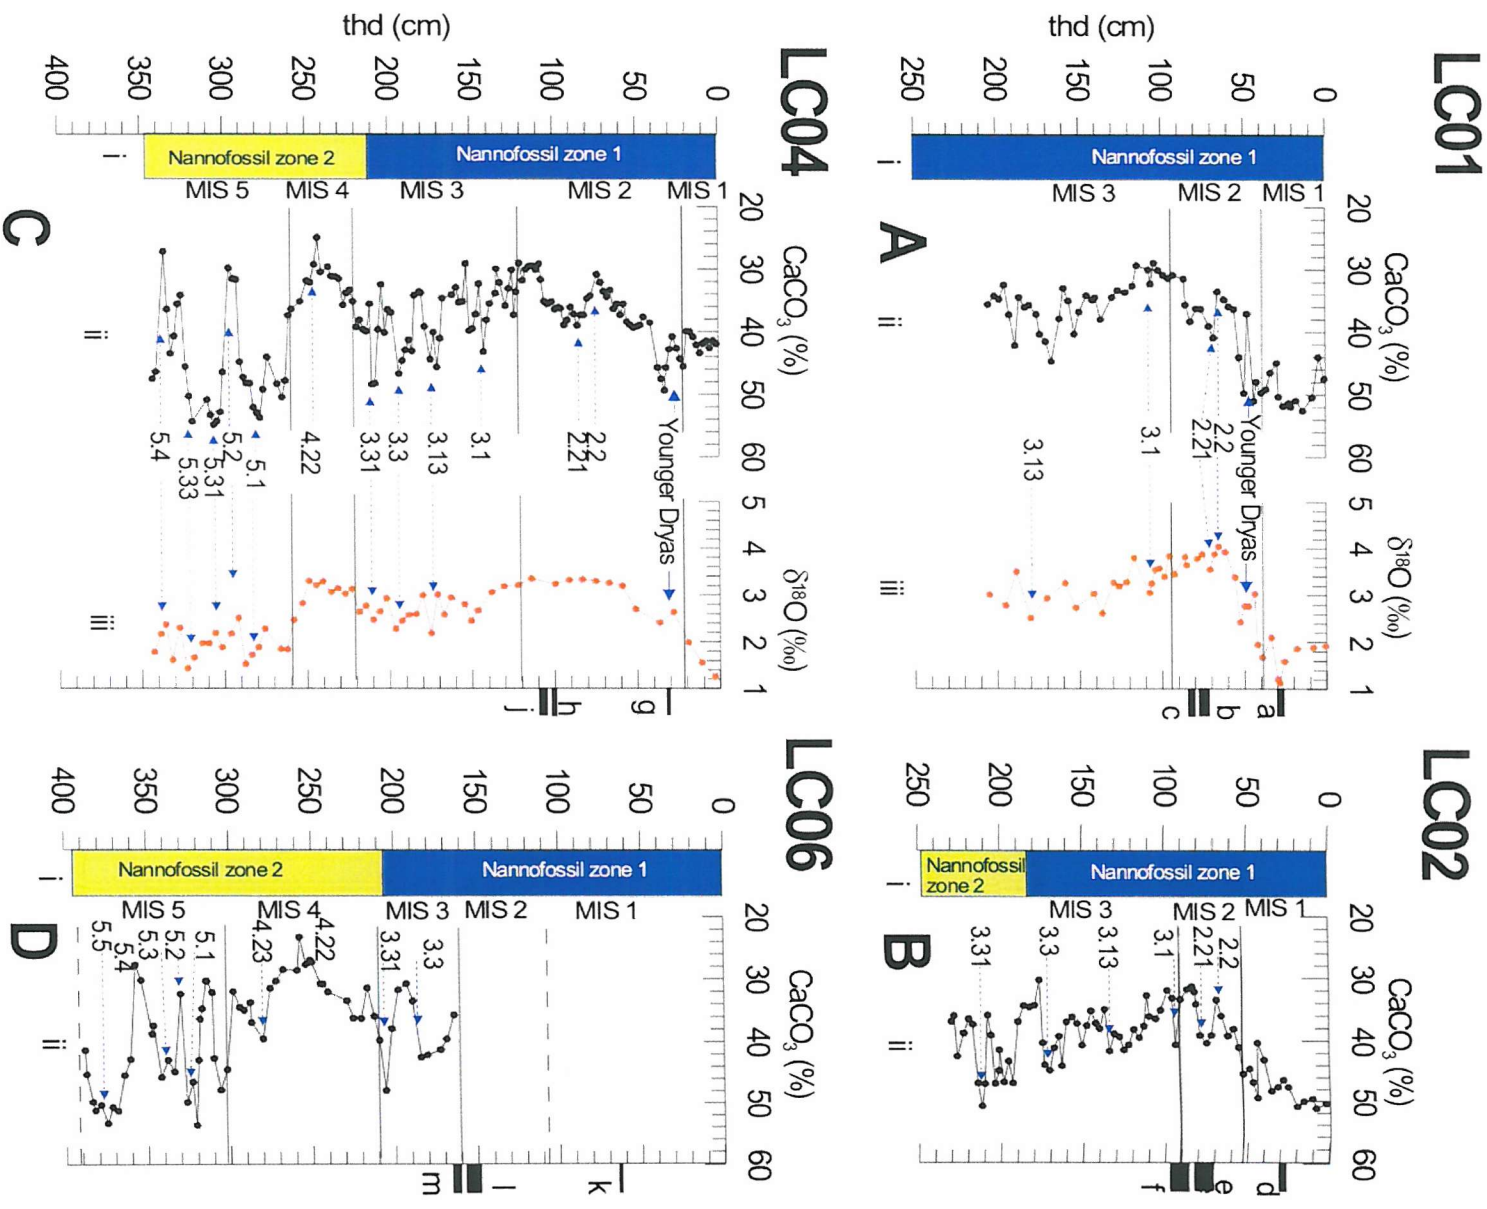 LC01
thd (cm)
0
50
100
150
200
250
Nannofossil zone 1
i
MIS 1
MIS 2
MIS 3
A
20
30
40
50
60
CaCO3 (%)
ii
Younger Dryas
2.2
2.21
3.1
3.13
5
4
3
2
1
δ18O (‰)
iii
a
b
c
LC02
0
50
100
150
200
250
Nannofossil zone 1
Nannofossil
zone 2
i
MIS 1
MIS 2
MIS 3
B
20
30
40
50
60
CaCO3 (%)
ii
2.2
2.21
3.1
3.13
3.3
3.31
d
e
f
LC04
thd (cm)
0
50
100
150
200
250
300
350
400
Nannofossil zone 1
Nannofossil zone 2
i
MIS 1
MIS 2
MIS 3
MIS 4
MIS 5
C
20
30
40
50
60
CaCO3 (%)
ii
Younger Dryas
2.2
2.21
3.1
3.13
3.3
3.31
4.22
5.1
5.2
5.31
5.33
5.4
5
4
3
2
1
δ18O (‰)
iii
g
h
j
LC06
0
50
100
150
200
250
300
350
400
Nannofossil zone 1
Nannofossil zone 2
i
MIS 1
MIS 2
MIS 3
MIS 4
MIS 5
D
20
30
40
50
60
CaCO3 (%)
ii
3.3
3.31
4.22
4.23
5.1
5.2
5.3
5.4
5.5
k
l
m